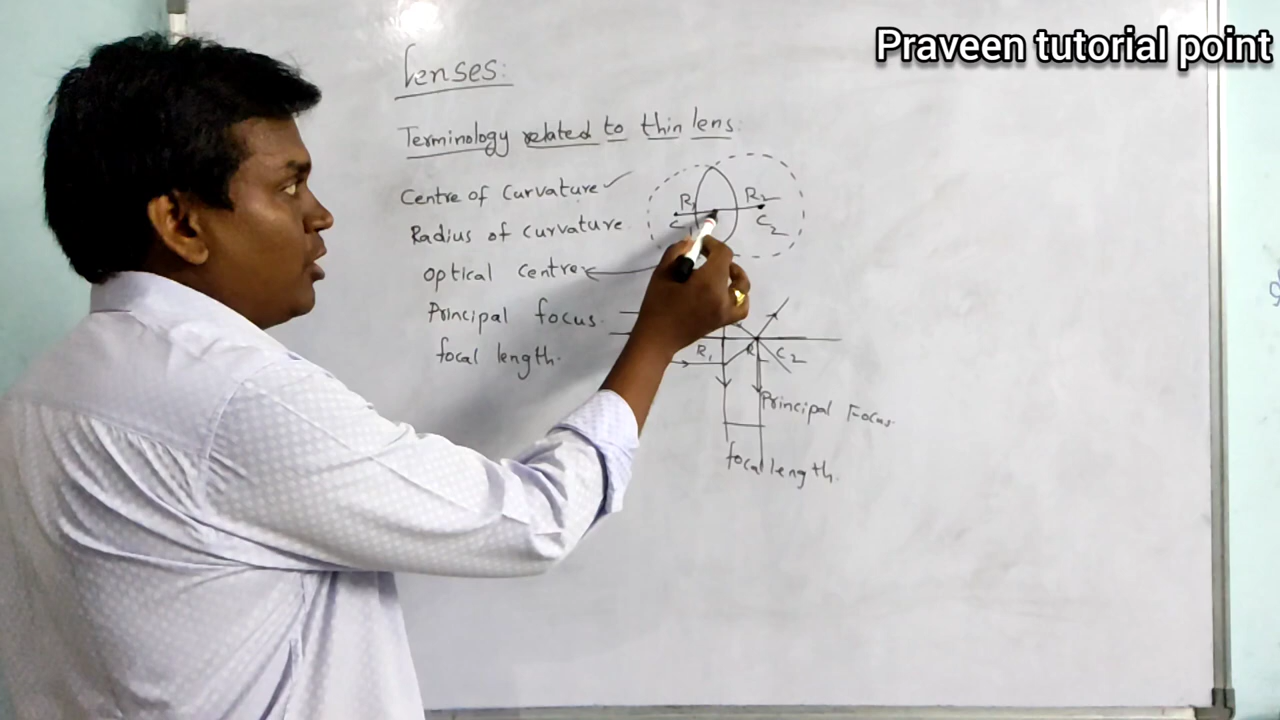 Praveen tutorial point
Lenses:
Terminology related to thin lens:
Centre of Curvature ✓
R1 R2
C1 C2
Radius of curvature.
optical centre
Principal focus.
focal length.
R1 C2
Principal Focus.
focal length.